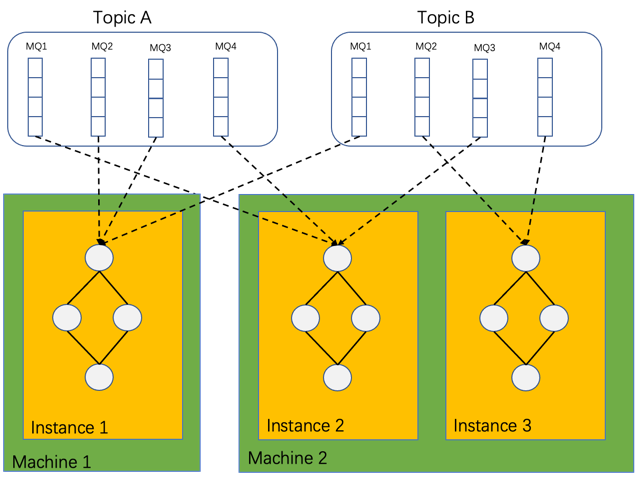 Topic A
Topic B
MQ1
MQ2
MQ3
MQ4
MQ1
MQ2
MQ3
MQ4
Instance 1
Instance 2
Instance 3
Machine 1
Machine 2